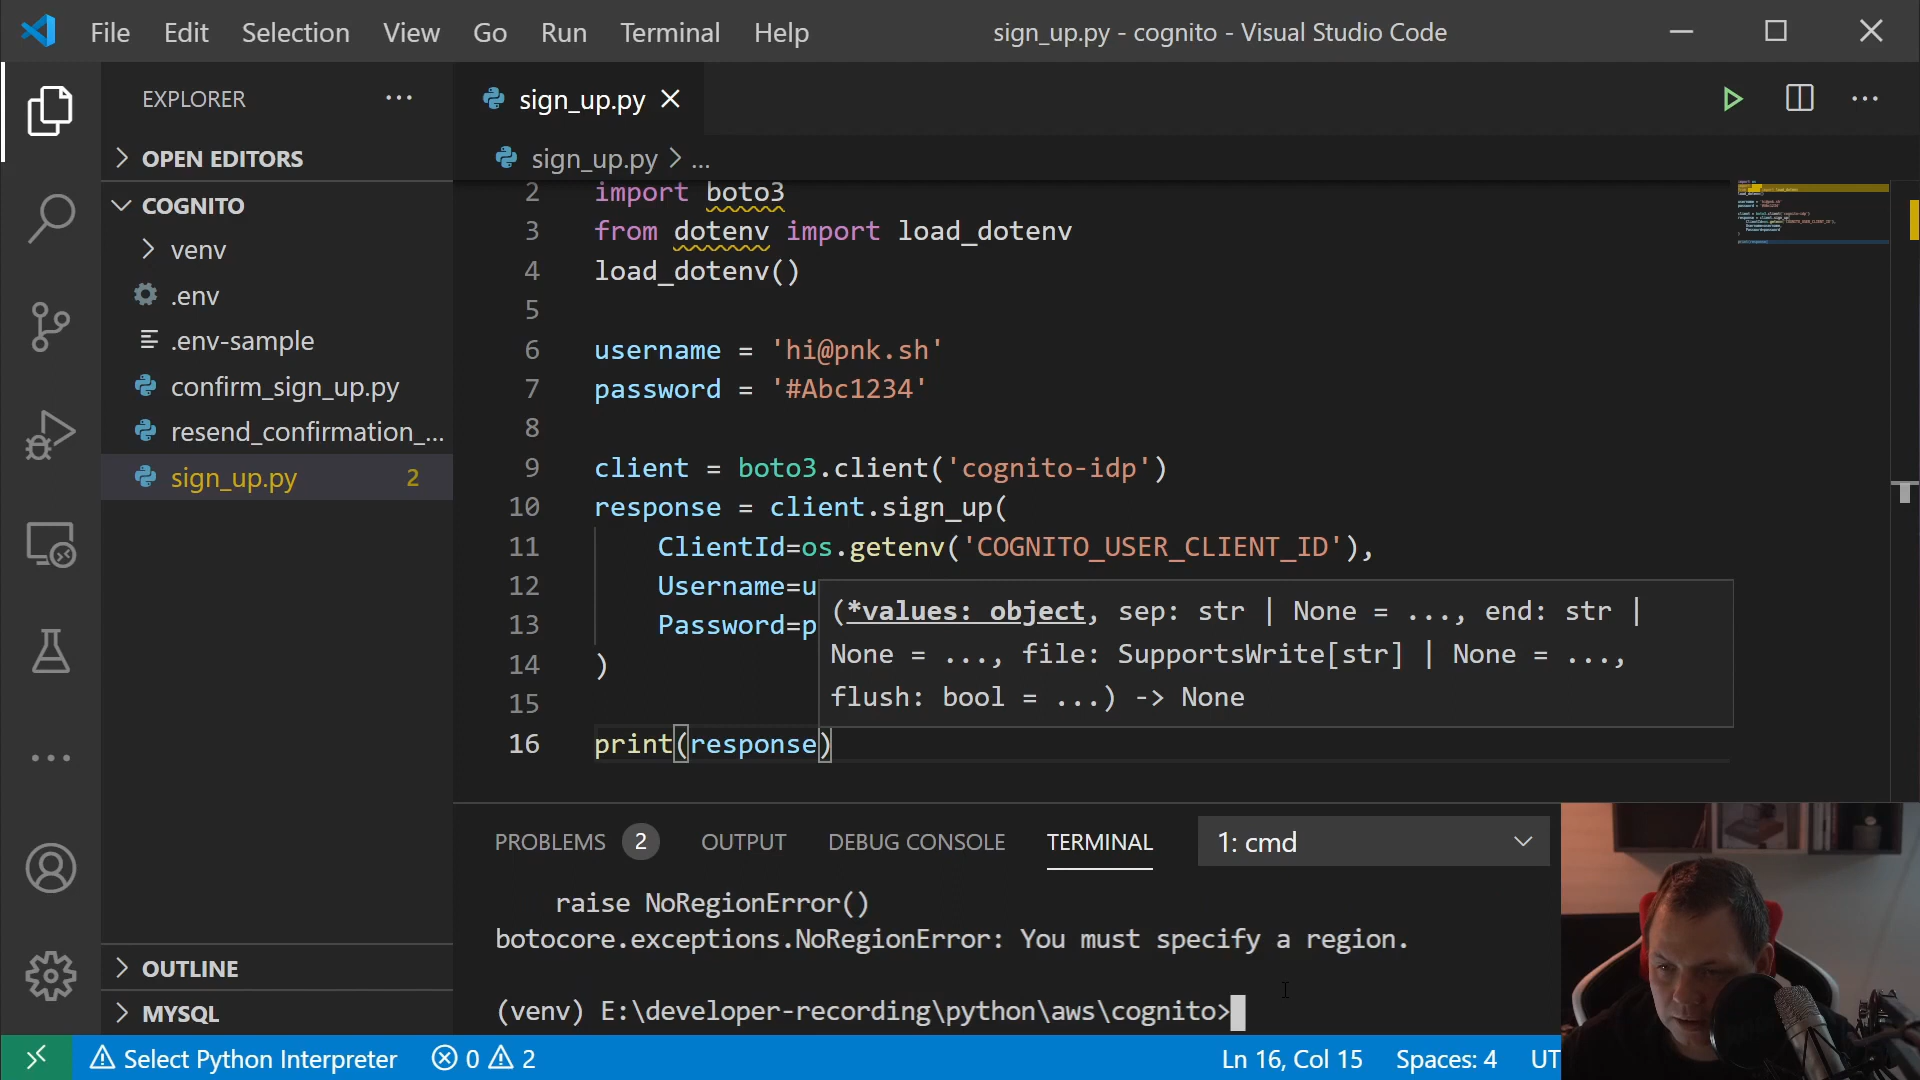 File Edit Selection View Go Run Terminal Help
sign_up.py - cognito - Visual Studio Code
EXPLORER
OPEN EDITORS
COGNITO
venv
.env
.env-sample
confirm_sign_up.py
resend_confirmation_...
sign_up.py 2
OUTLINE
MYSQL
sign_up.py
sign_up.py > ...
2 import boto3
3 from dotenv import load_dotenv
4 load_dotenv()
5
6 username = 'hi@pnk.sh'
7 password = '#Abc1234'
8
9 client = boto3.client('cognito-idp')
10 response = client.sign_up(
11 ClientId=os.getenv('COGNITO_USER_CLIENT_ID'),
12 Username=u
13 Password=p
14 )
15
16 print(response)
(*values: object, sep: str | None = ..., end: str |
None = ..., file: SupportsWrite[str] | None = ...,
flush: bool = ...) -> None
PROBLEMS 2 OUTPUT DEBUG CONSOLE TERMINAL 1: cmd
raise NoRegionError()
botocore.exceptions.NoRegionError: You must specify a region.
(venv) E:\developer-recording\python\aws\cognito>
Select Python Interpreter 0 2 Ln 16, Col 15 Spaces: 4 UT